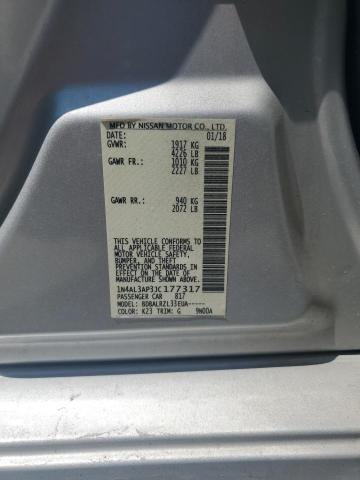 MFD BY NISSAN MOTOR CO., LTD.
DATE: 01/18
GVWR: 1917 KG
4226 LB
GAWR FR.: 1010 KG
2227 LB
GAWR RR.: 940 KG
2072 LB
THIS VEHICLE CONFORMS
TO ALL APPLICABLE FEDERAL
MOTOR VEHICLE SAFETY,
BUMPER, AND THEFT
PREVENTION STANDARDS IN
EFFECT ON THE DATE OF
MANUFACTURE SHOWN ABOVE.
1N4AL3AP3JC177317
PASSENGER CAR 817
MODEL: BDBALRZL33EUA-----
COLOR: K23 TRIM: G 9N00A